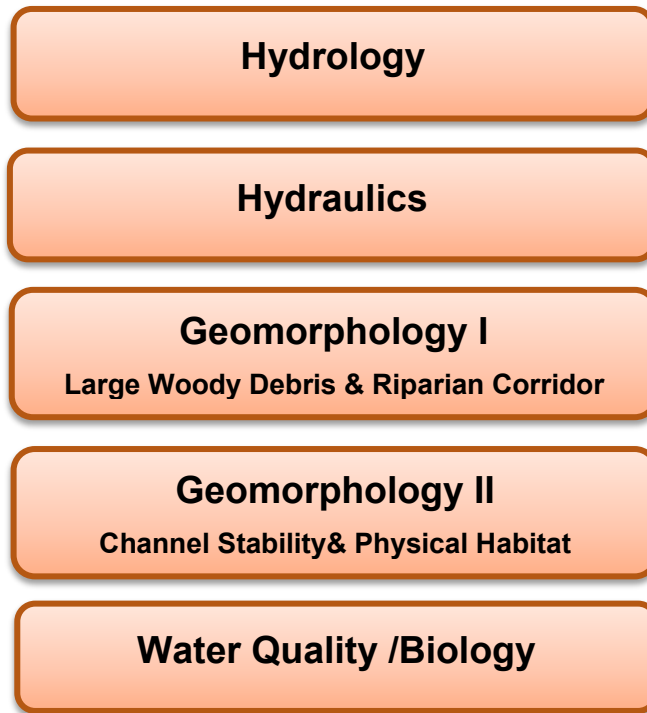 Hydrology
Hydraulics
Geomorphology I
Large Woody Debris & Riparian Corridor
Geomorphology II
Channel Stability& Physical Habitat
Water Quality /Biology